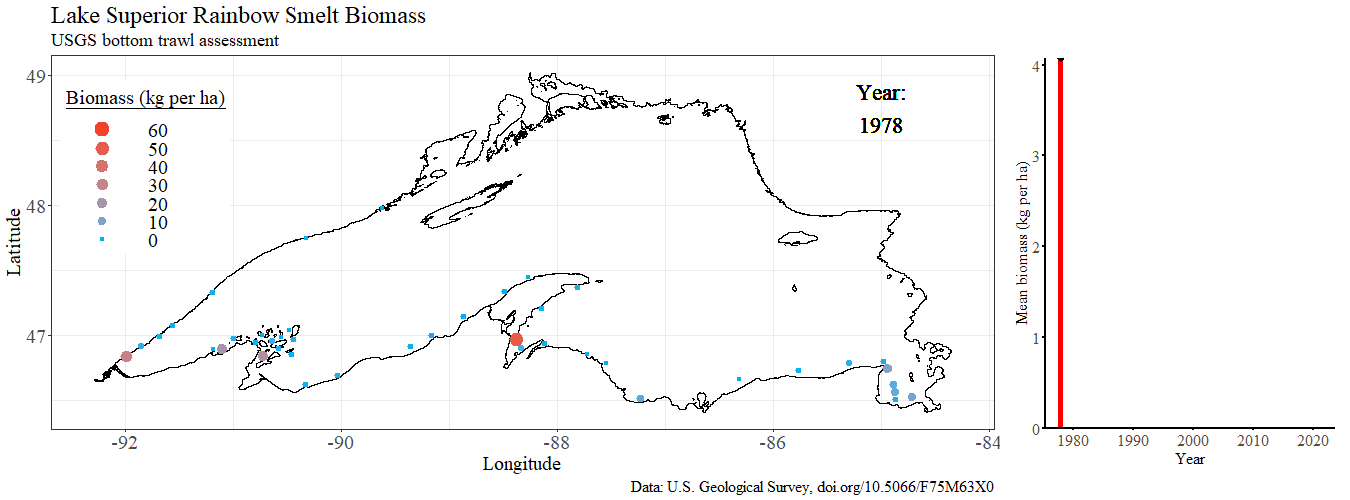 Lake Superior Rainbow Smelt Biomass
USGS bottom trawl assessment
Biomass (kg per ha)
60
50
40
30
20
10
0
Year:
1978
49
48
47
Latitude
-92
-90
-88
-86
-84
Longitude
Data: U.S. Geological Survey, doi.org/10.5066/F75M63X0
4
3
2
1
0
Mean biomass (kg per ha)
1980
1990
2000
2010
2020
Year